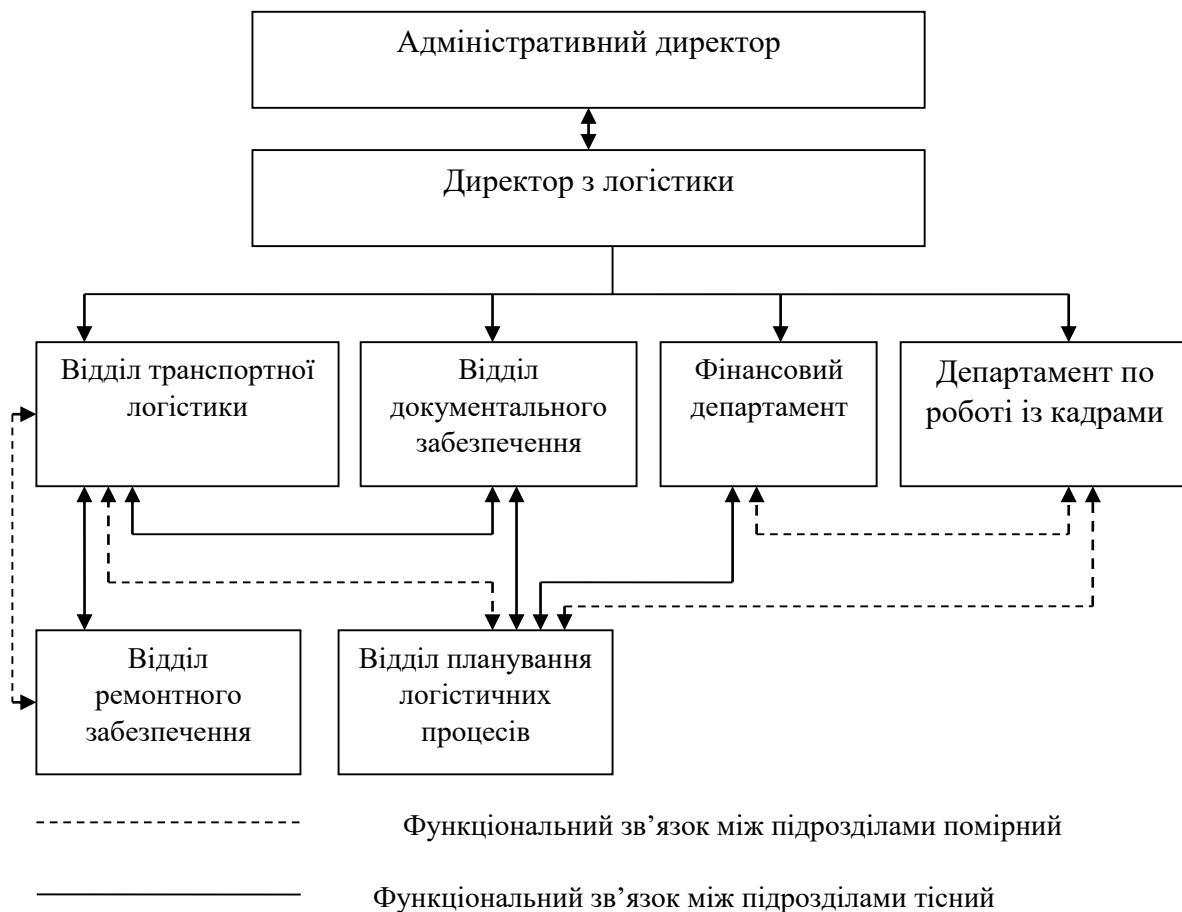 Адміністративний директор
Директор з логістики
Відділ транспортної
логістики
Відділ
документального
забезпечення
Фінансовий
департамент
Департамент по
роботі із кадрами
Відділ
ремонтного
забезпечення
Відділ планування
логістичних
процесів
Функціональний зв’язок між підрозділами помірний
Функціональний зв’язок між підрозділами тісний